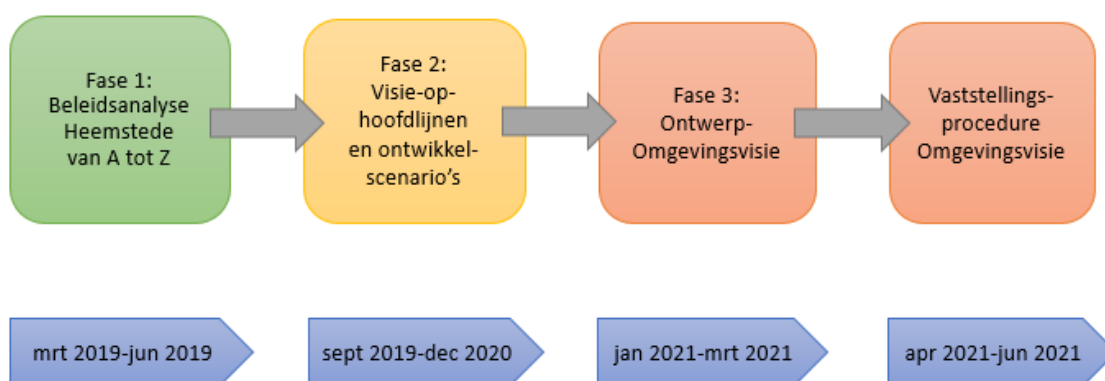 Fase 1:
Beleidsanalyse
Heemstede
van A tot Z
Fase 2:
Visie-op-
hoofdlijnen
en ontwikkel-
scenario's
Fase 3:
Ontwerp-
Omgevingsvisie
Vaststellings-
procedure
Omgevingsvisie
mrt 2019-jun 2019
sept 2019-dec 2020
jan 2021-mrt 2021
apr 2021-jun 2021